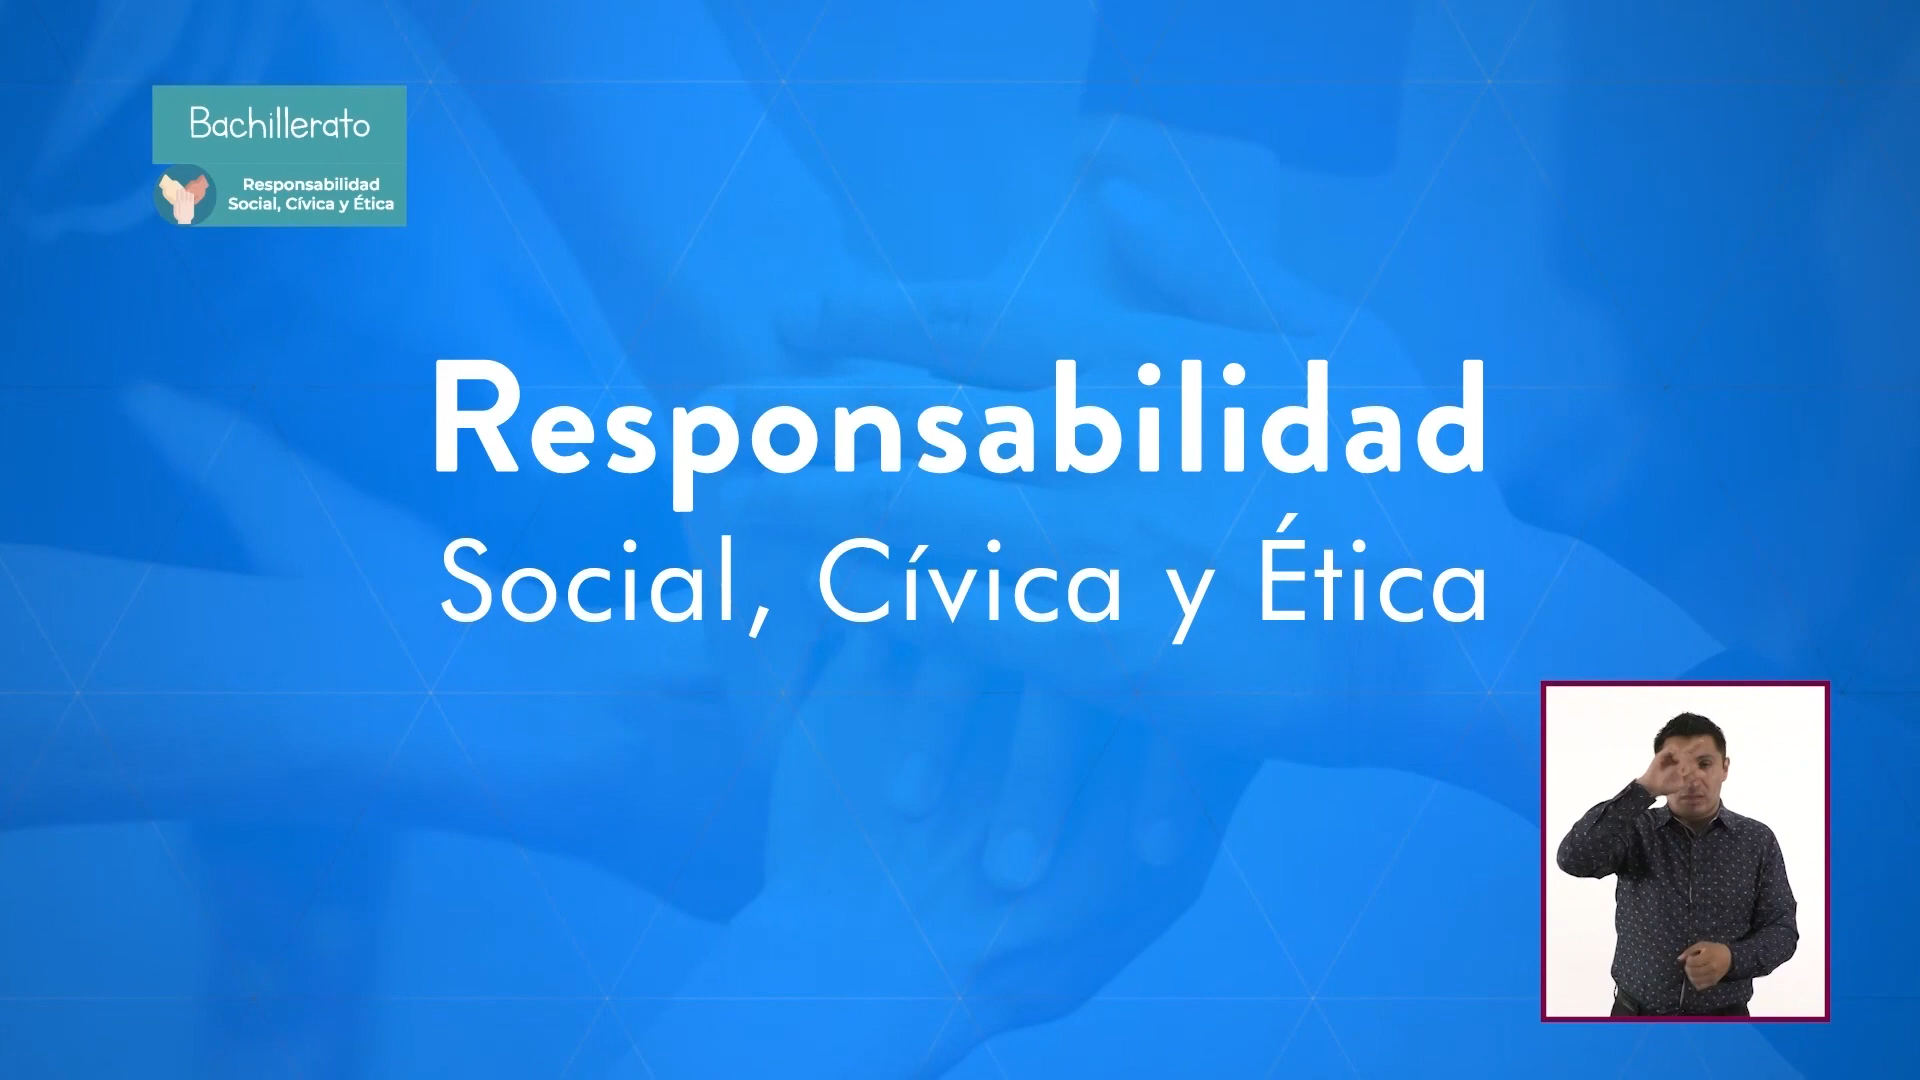 Bachillerato
Responsabilidad
Social, Cívica y Ética
Responsabilidad
Social, Cívica y Ética